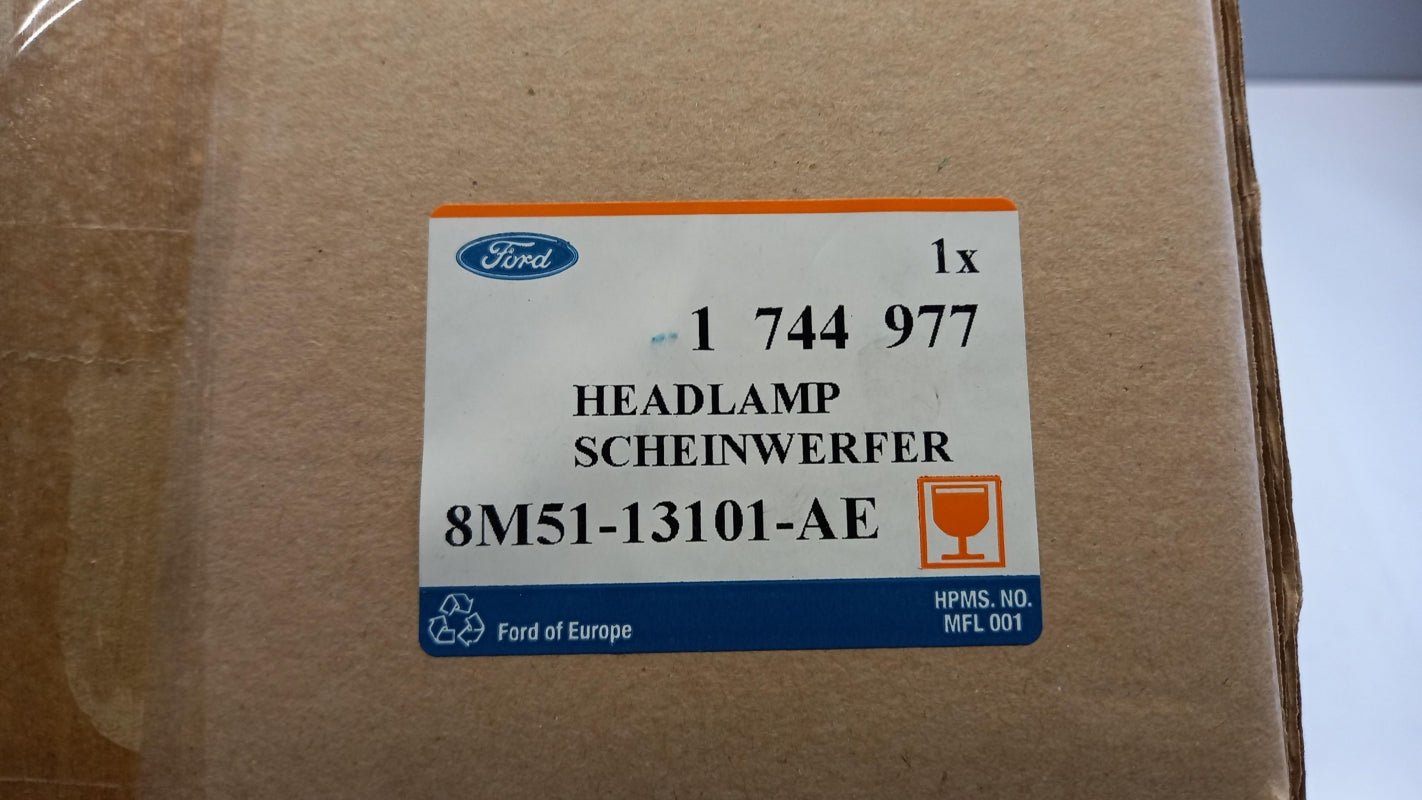 Ford
1x
1 744 977
HEADLAMP
SCHEINWERFER
8M51-13101-AE
HPMS. NO.
Ford of Europe
MFL 001